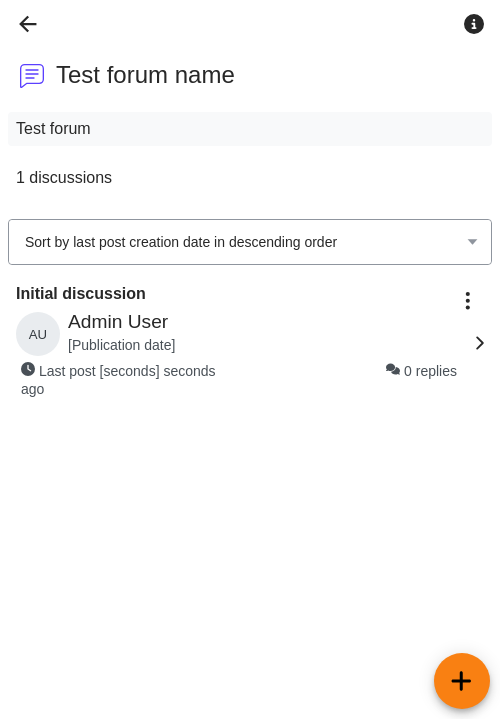 Test forum name
Test forum
1 discussions
Sort by last post creation date in descending order
Initial discussion
AU
Admin User
[Publication date]
Last post [seconds] seconds
ago
0 replies